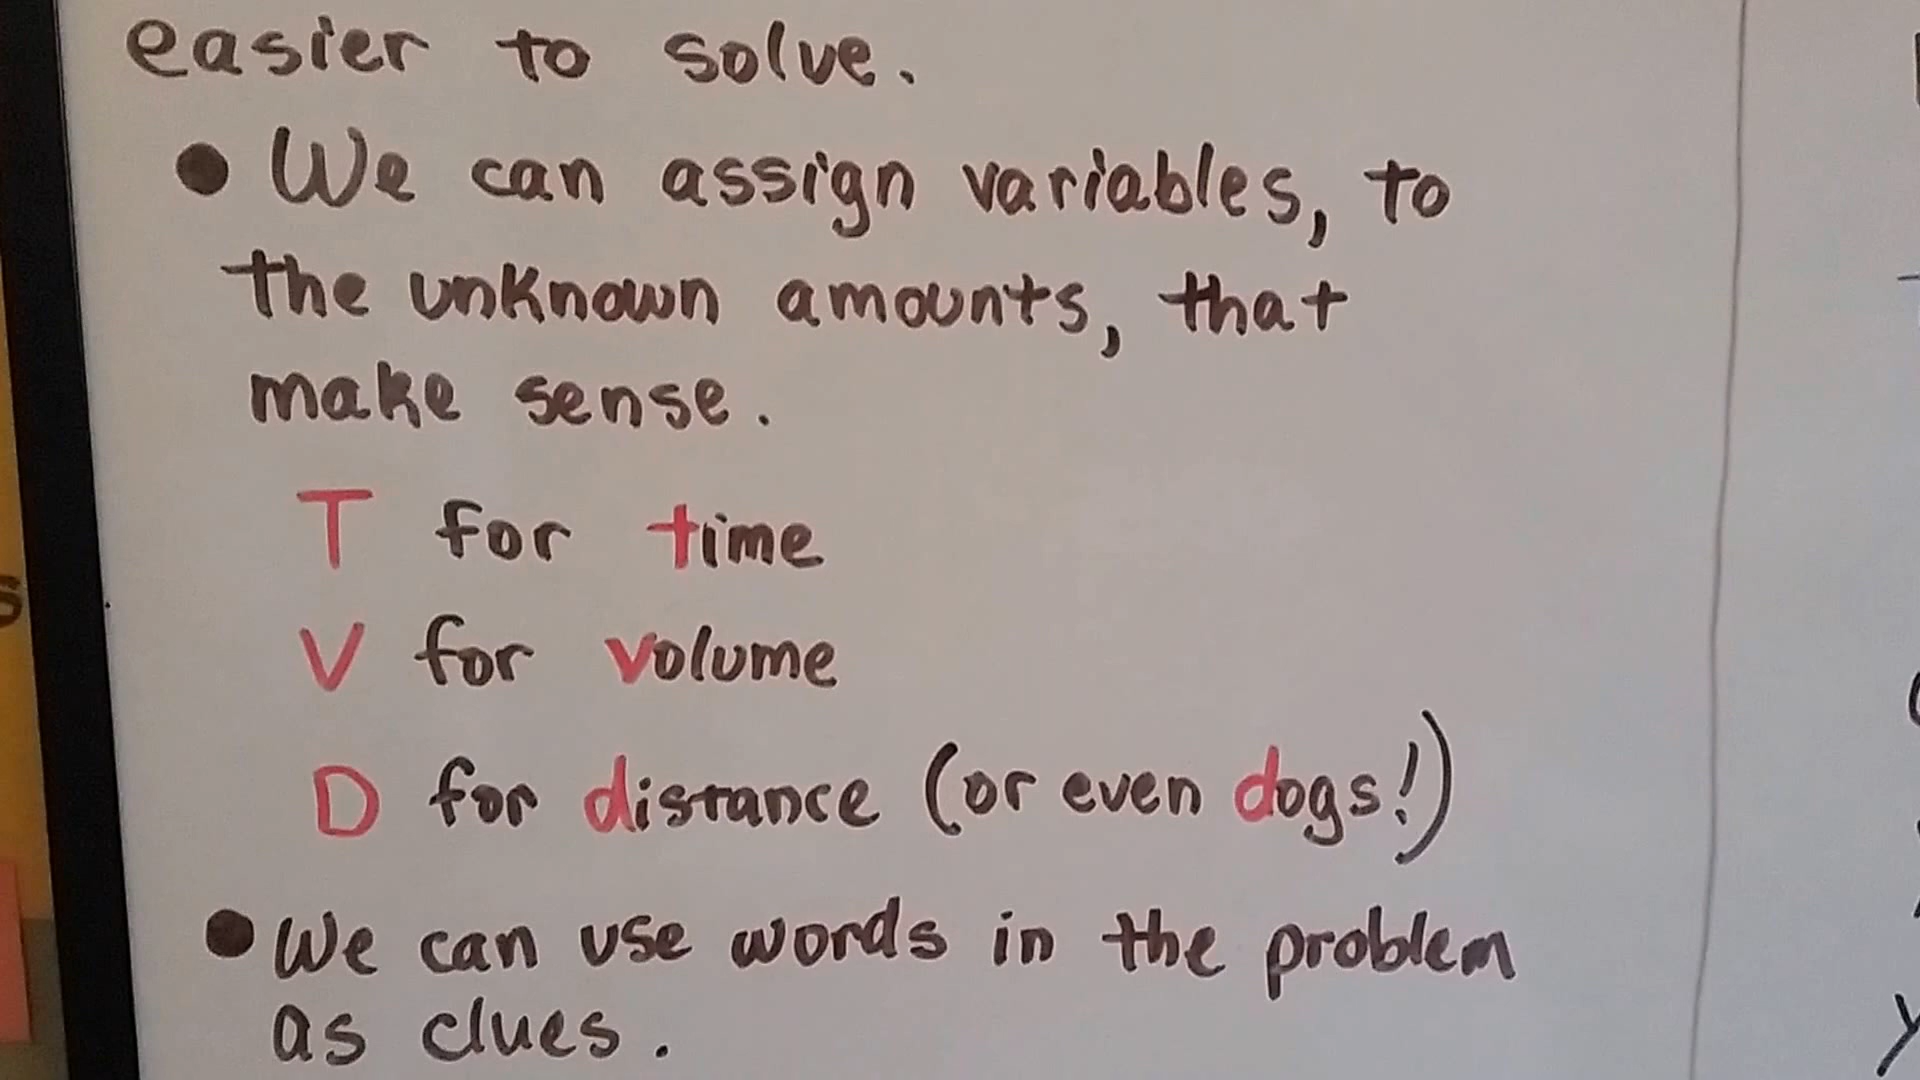 easier to solve.
• We can assign variables, to
the unknown amounts, that
make sense.
T for time
V for volume
D for distance (or even dogs!)
• We can use words in the problem
as clues.